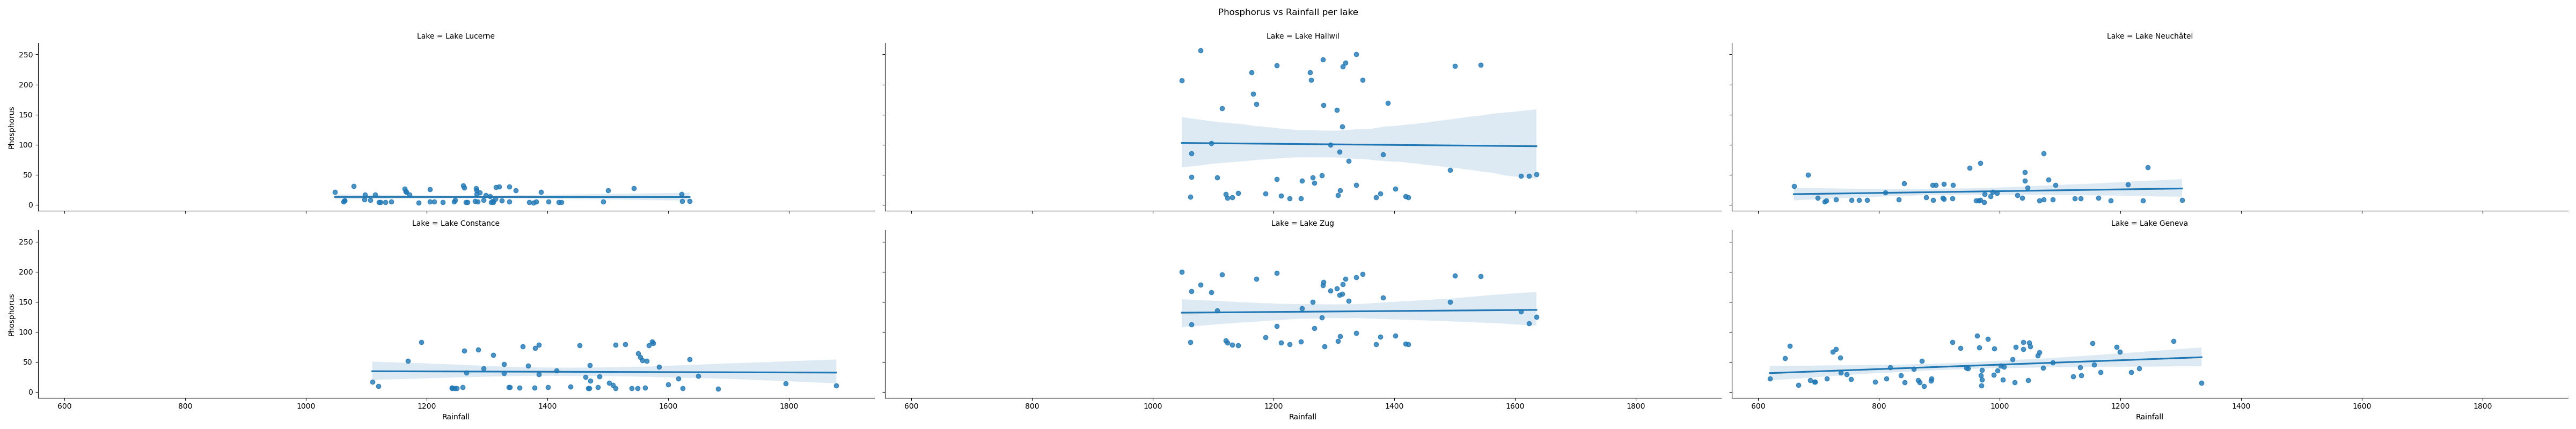 Phosphorus vs Rainfall per lake
Lake = Lake Lucerne
Lake = Lake Hallwil
Lake = Lake Neuchâtel
250
200
150
100
50
0
Phosphorus
Lake = Lake Constance
Lake = Lake Zug
Lake = Lake Geneva
250
200
150
100
50
0
Phosphorus
600 800 1000 1200 1400 1600 1800
Rainfall
600 800 1000 1200 1400 1600 1800
Rainfall
600 800 1000 1200 1400 1600 1800
Rainfall